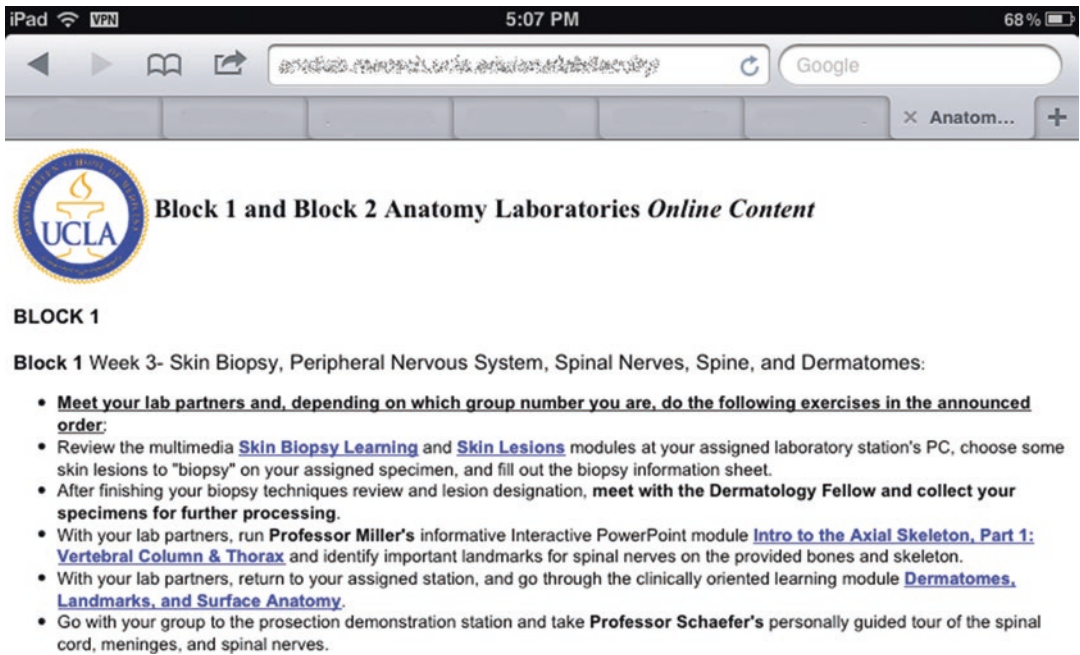 iPad VPN 5:07 PM 68%
Google
× Anatom... +
UCLA
Block 1 and Block 2 Anatomy Laboratories Online Content
BLOCK 1
Block 1 Week 3- Skin Biopsy, Peripheral Nervous System, Spinal Nerves, Spine, and Dermatomes:
• Meet your lab partners and, depending on which group number you are, do the following exercises in the announced
order:
• Review the multimedia Skin Biopsy Learning and Skin Lesions modules at your assigned laboratory station's PC, choose some
skin lesions to "biopsy" on your assigned specimen, and fill out the biopsy information sheet.
• After finishing your biopsy techniques review and lesion designation, meet with the Dermatology Fellow and collect your
specimens for further processing.
• With your lab partners, run Professor Miller's informative Interactive PowerPoint module Intro to the Axial Skeleton, Part 1:
Vertebral Column & Thorax and identify important landmarks for spinal nerves on the provided bones and skeleton.
• With your lab partners, return to your assigned station, and go through the clinically oriented learning module Dermatomes,
Landmarks, and Surface Anatomy.
• Go with your group to the prosection demonstration station and take Professor Schaefer's personally guided tour of the spinal
cord, meninges, and spinal nerves.